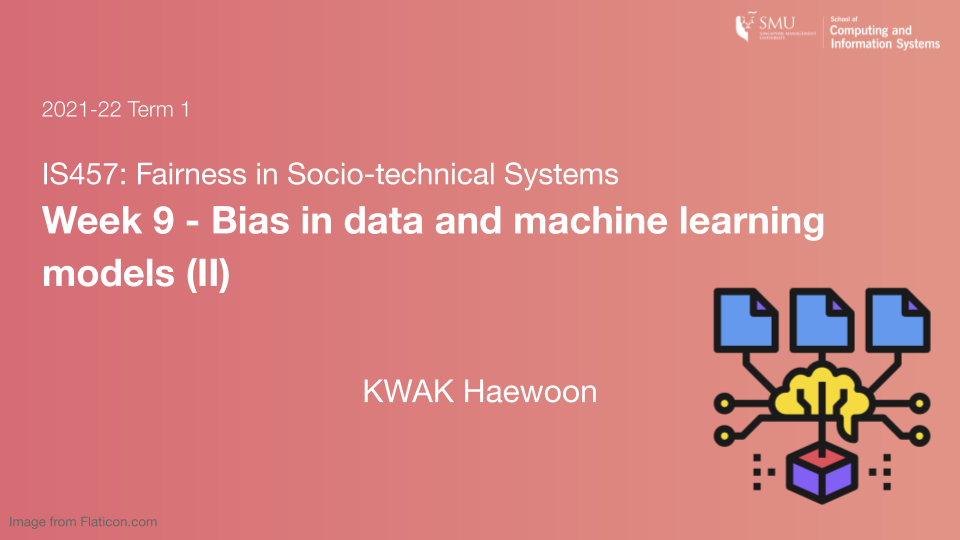 SMU
SINGAPORE MANAGEMENT
UNIVERSITY
School of
Computing and
Information Systems
2021-22 Term 1
IS457: Fairness in Socio-technical Systems
Week 9 - Bias in data and machine learning
models (II)
KWAK Haewoon
Image from Flaticon.com